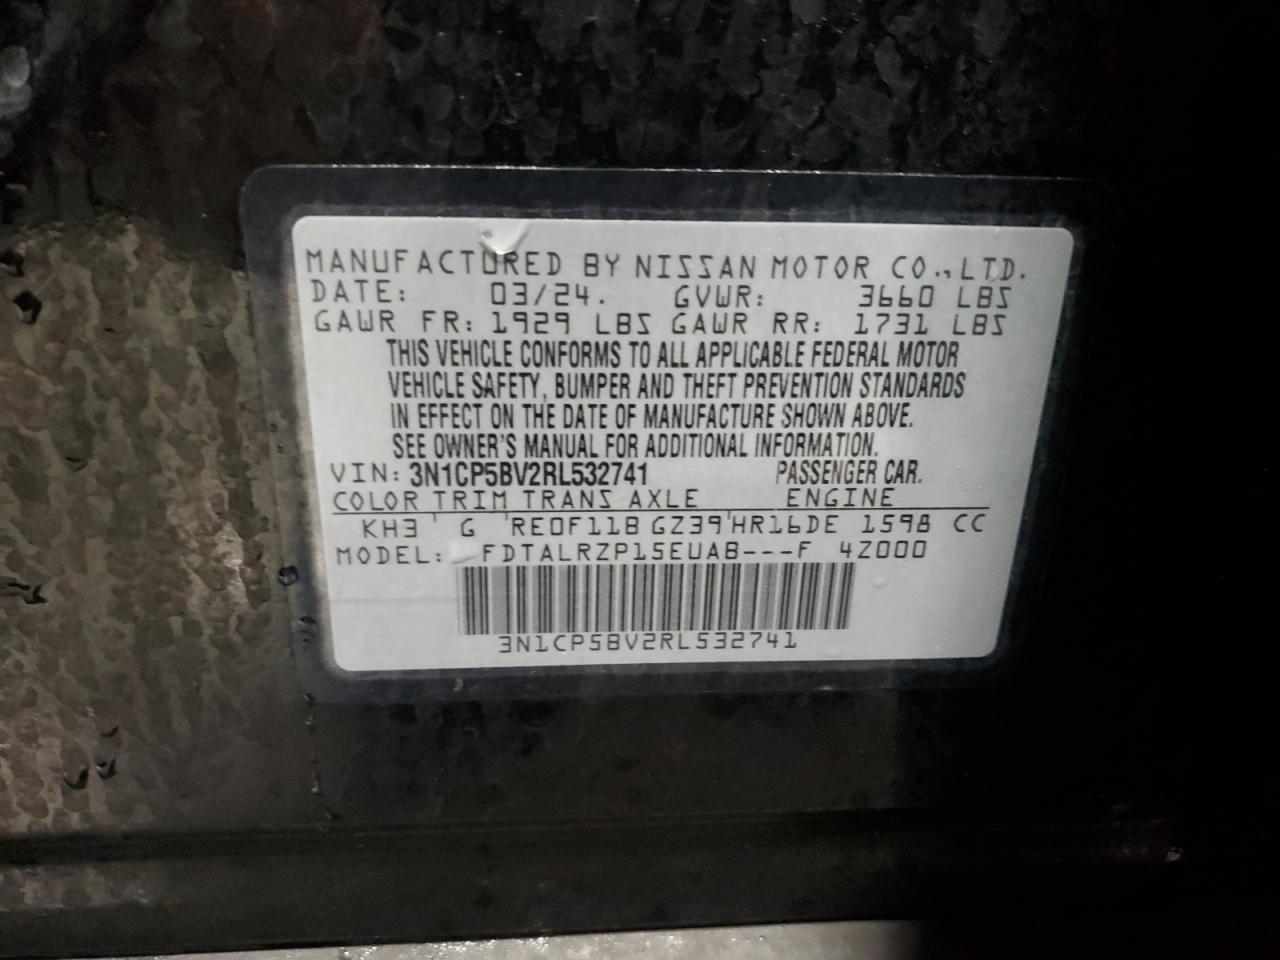 MANUFACTURED BY NISSAN MOTOR CO., LTD.
DATE: 03/24. GVWR: 3660 LBS
GAWR FR: 1929 LBS GAWR RR: 1731 LBS
THIS VEHICLE CONFORMS TO ALL APPLICABLE FEDERAL MOTOR
VEHICLE SAFETY, BUMPER AND THEFT PREVENTION STANDARDS
IN EFFECT ON THE DATE OF MANUFACTURE SHOWN ABOVE.
SEE OWNER'S MANUAL FOR ADDITIONAL INFORMATION.
VIN: 3N1CP5BV2RL532741 PASSENGER CAR.
COLOR TRIM TRANS AXLE ENGINE
KH3 G RE0F11B GZ39 HR16DE 1598 CC
MODEL: FDTALRZP15EUAB---F 4Z000
3N1CP5BV2RL532741